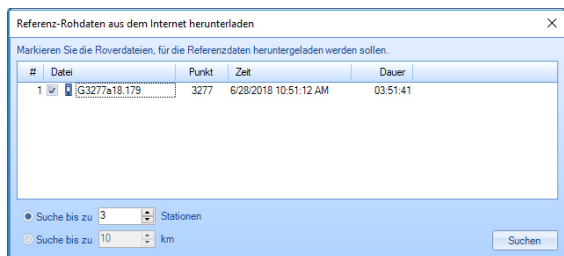 Referenz-Rohdaten aus dem Internet herunterladen
Markieren Sie die Roverdateien, für die Referenzdaten heruntergeladen werden sollen.
# Datei Punkt Zeit Dauer
1 G3277a18.179 3277 6/28/2018 10:51:12 AM 03:51:41
Suche bis zu 3 Stationen
Suche bis zu 10 km
Suchen